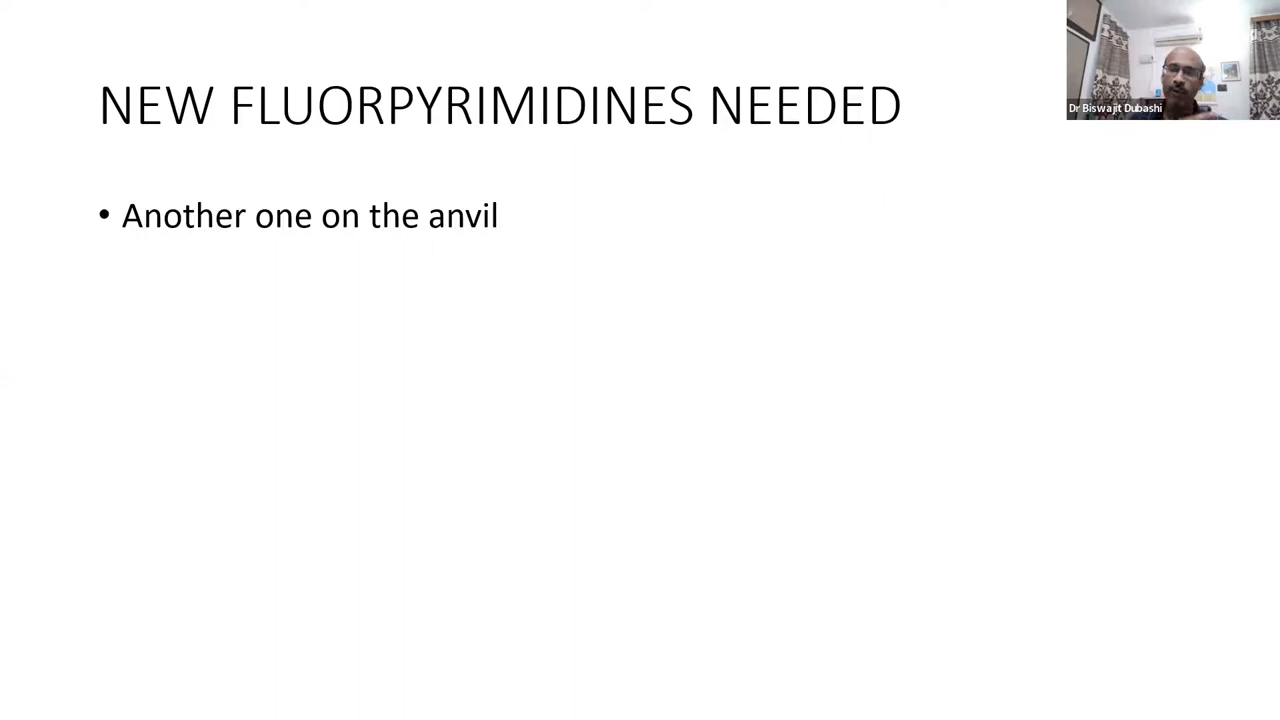 NEW FLUORPYRIMIDINES NEEDED
Dr Biswajit Dubashi
• Another one on the anvil